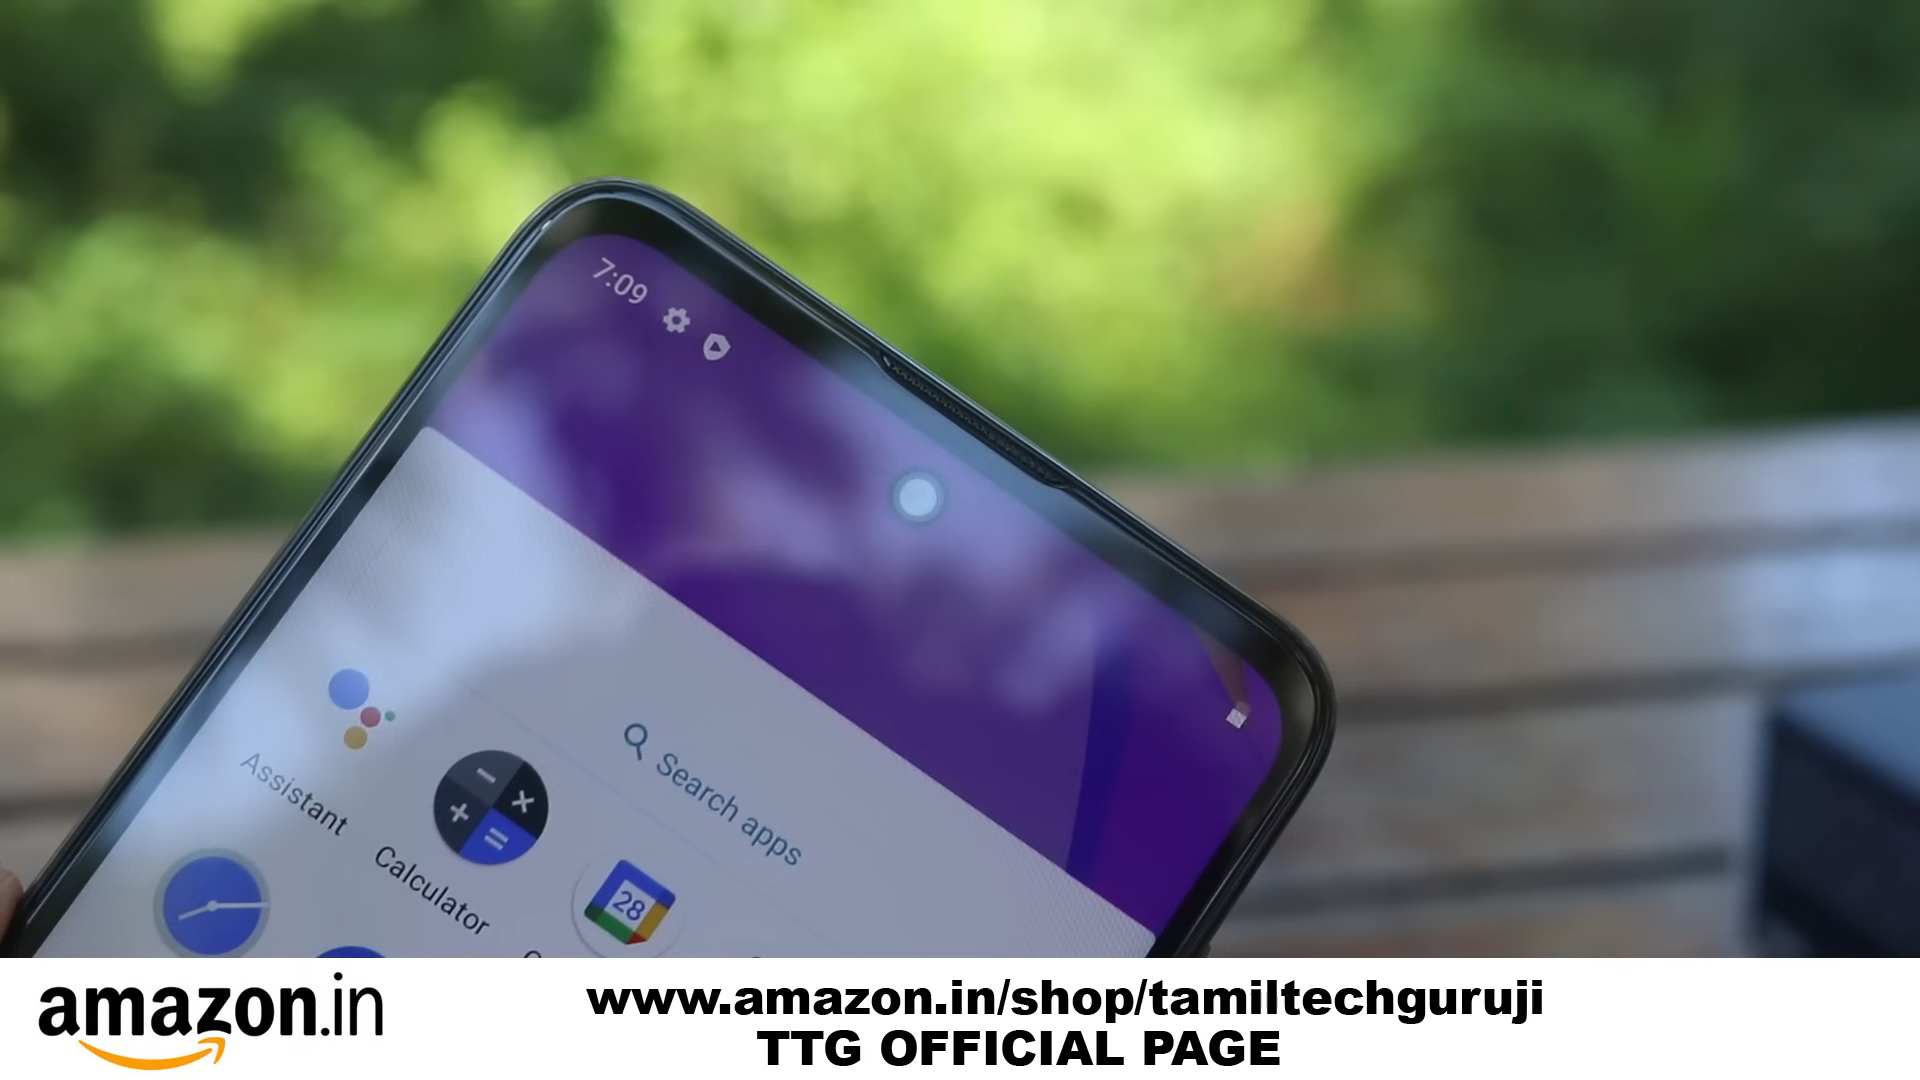 7:09
Search apps
Assistant
Calculator
28
amazon.in
www.amazon.in/shop/tamiltechguruji
TTG OFFICIAL PAGE